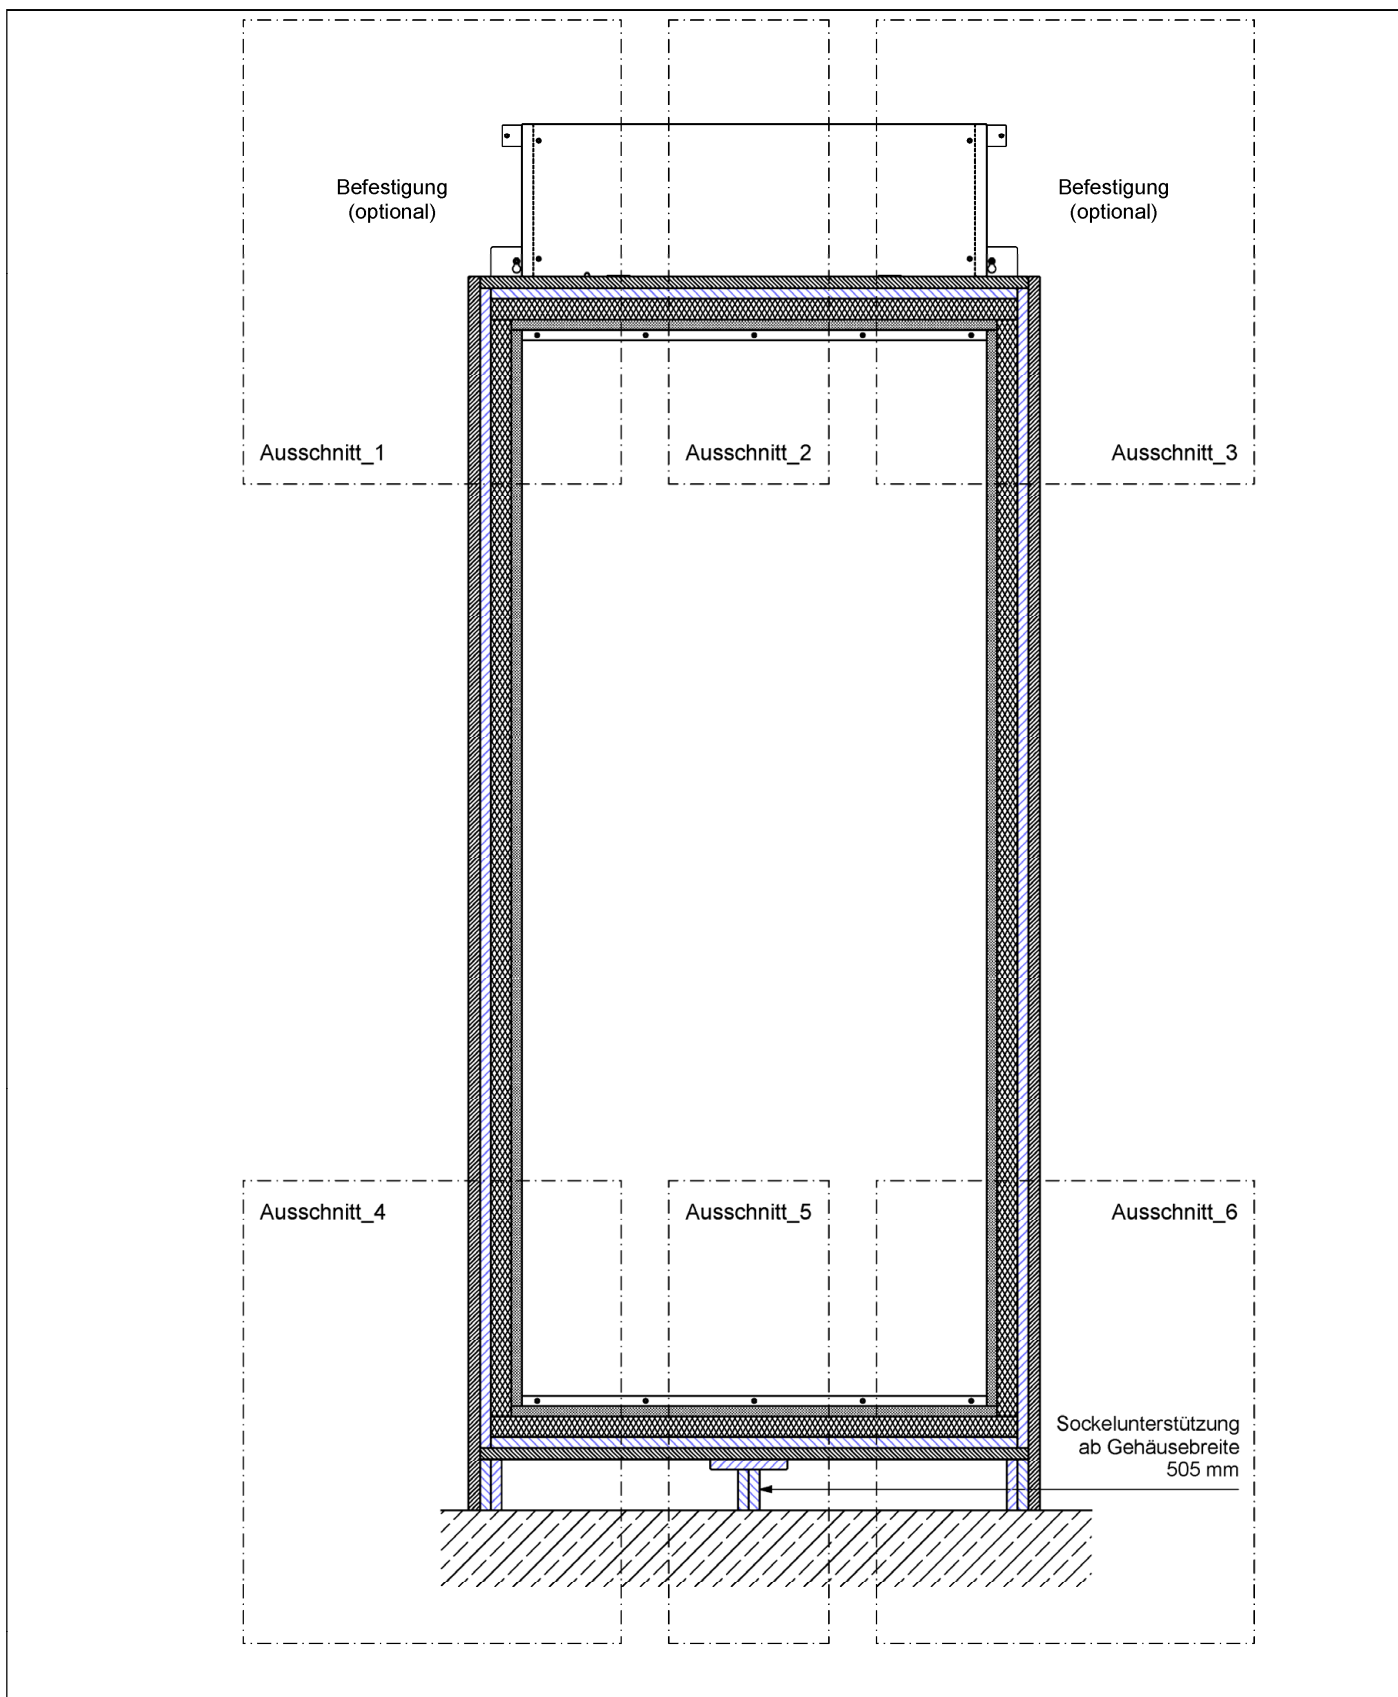 Befestigung
(optional)
Befestigung
(optional)
Ausschnitt_1
Ausschnitt_2
Ausschnitt_3
Ausschnitt_4
Ausschnitt_5
Ausschnitt_6
Sockelunterstützung
ab Gehäusebreite
505 mm